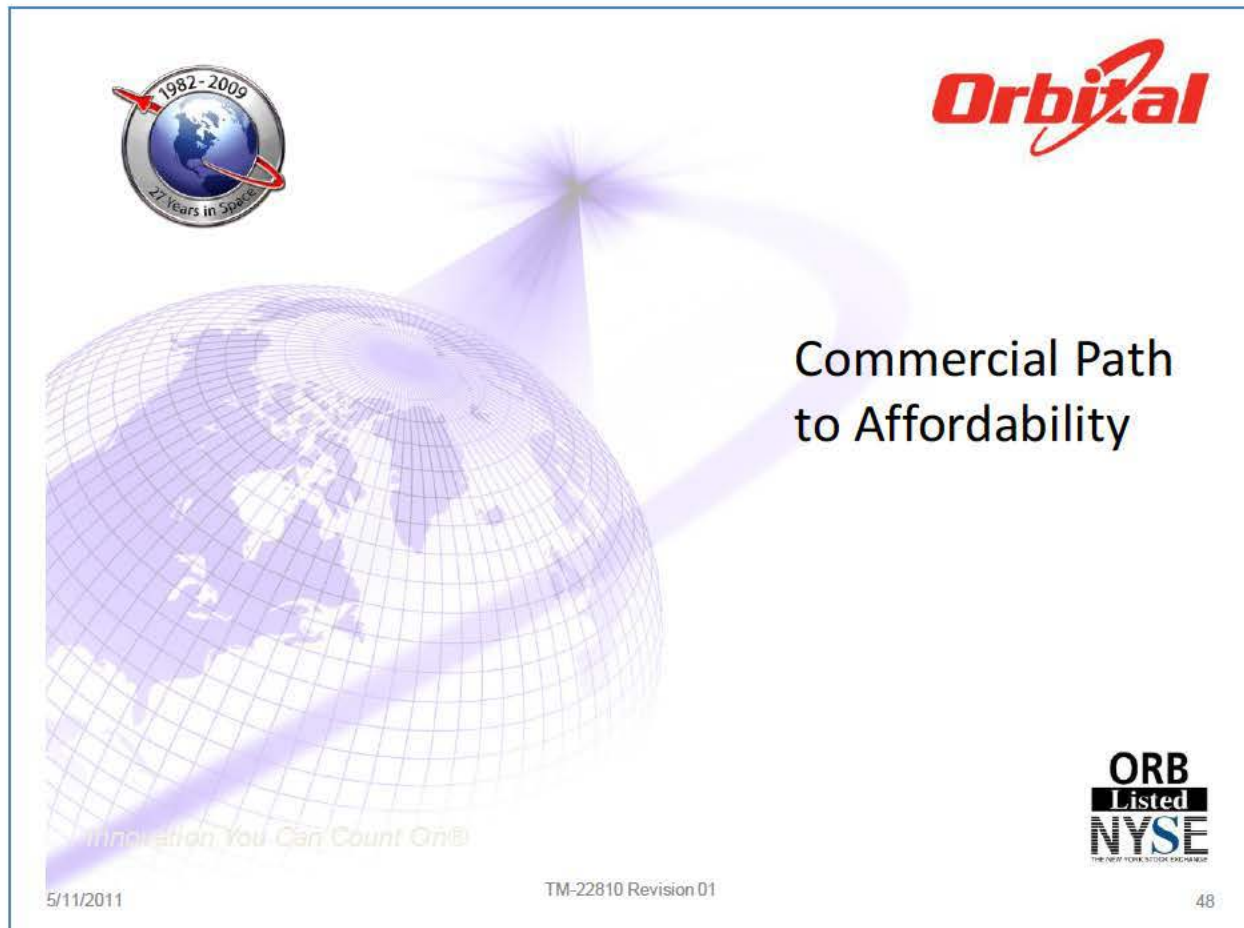 1982 - 2009
27 Years in Space
Orbital
Commercial Path
to Affordability
Innovation You Can Count On®
ORB
Listed
NYSE
THE NEW YORK STOCK EXCHANGE
5/11/2011
TM-22810 Revision 01
48